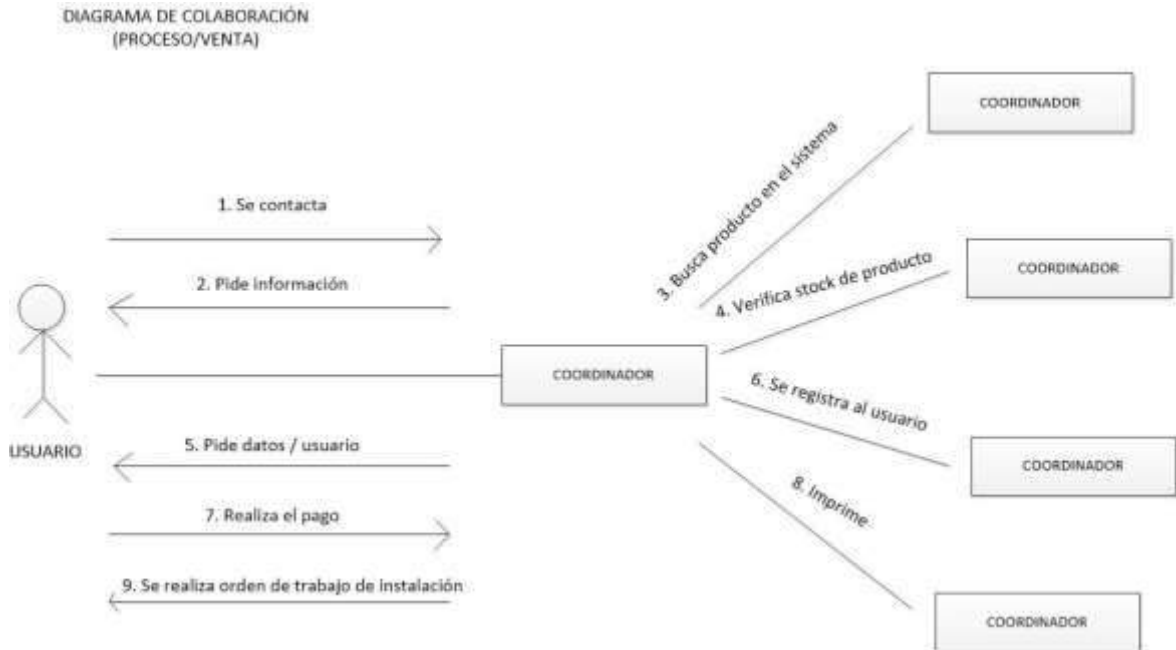 DIAGRAMA DE COLABORACIÓN
(PROCESO/VENTA)
COORDINADOR
3. Busca producto en el sistema
1. Se contacta
COORDINADOR
4. Verifica stock de producto
2. Pide información
COORDINADOR
6. Se registra al usuario
USUARIO
5. Pide datos / usuario
COORDINADOR
8. Imprime
7. Realiza el pago
9. Se realiza orden de trabajo de instalación
COORDINADOR